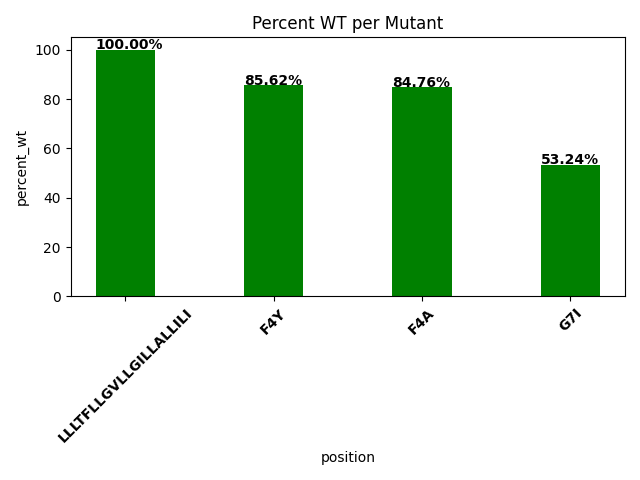 Percent WT per Mutant
percent_wt
100
80
60
40
20
0
100.00%
85.62%
84.76%
53.24%
LLLTFLLGVLLGILLALLILI
F4Y
F4A
G7I
position